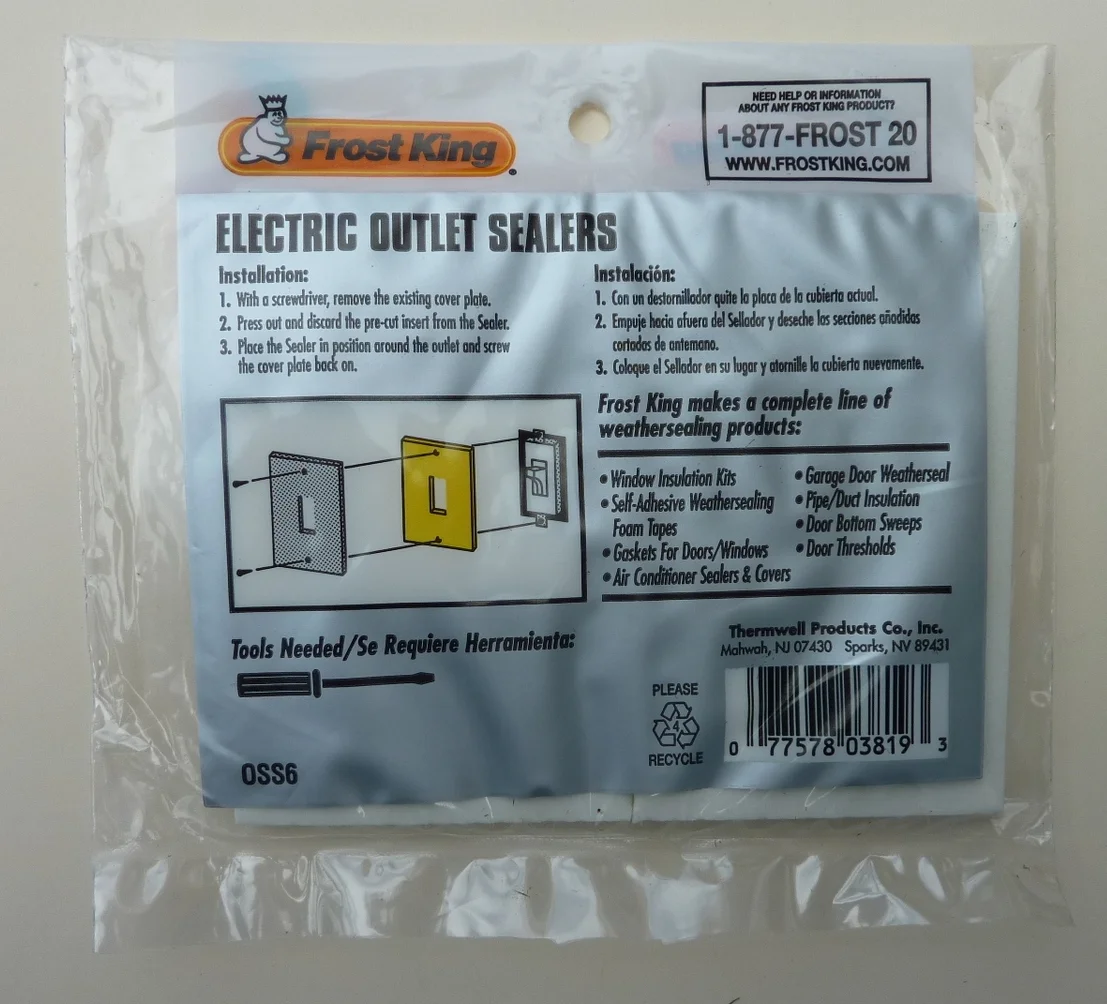 Frost King
NEED HELP OR INFORMATION
ABOUT ANY FROST KING PRODUCT?
1-877-FROST 20
WWW.FROSTKING.COM
ELECTRIC OUTLET SEALERS
Installation:
1. With a screwdriver, remove the existing cover plate.
2. Press out and discard the pre-cut insert from the Sealer.
3. Place the Sealer in position around the outlet and screw
the cover plate back on.
Instalación:
1. Con un destornillador quite la placa de la cubierta actual.
2. Empuje hacia afuera del Sellador y deseche las secciones añadidas
cortadas de antemano.
3. Coloque el Sellador en su lugar y atornille la cubierta nuevamente.
Frost King makes a complete line of
weathersealing products:
• Window Insulation Kits
• Self-Adhesive Weathersealing
Foam Tapes
• Gaskets For Doors/Windows
• Air Conditioner Sealers & Covers
• Garage Door Weatherseal
• Pipe/Duct Insulation
• Door Bottom Sweeps
• Door Thresholds
Tools Needed/Se Requiere Herramienta:
OSS6
Thermwell Products Co., Inc.
Mahwah, NJ 07430 Sparks, NV 89431
PLEASE
4
RECYCLE
0 77578 03819 3